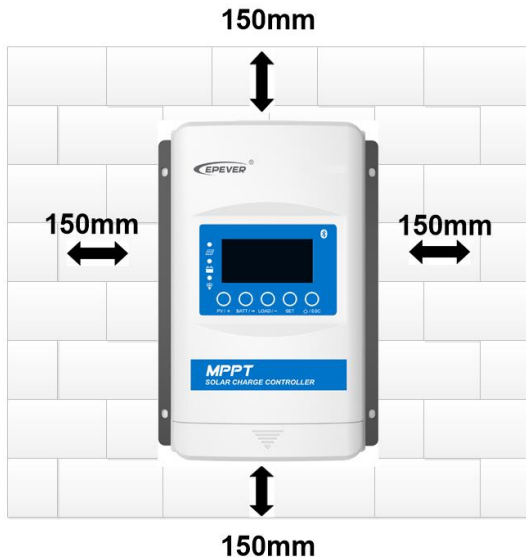 150mm
EPEVER®
150mm
150mm
PV/+ BATT/→ LOAD/− SET △/ESC
MPPT
SOLAR CHARGE CONTROLLER
150mm